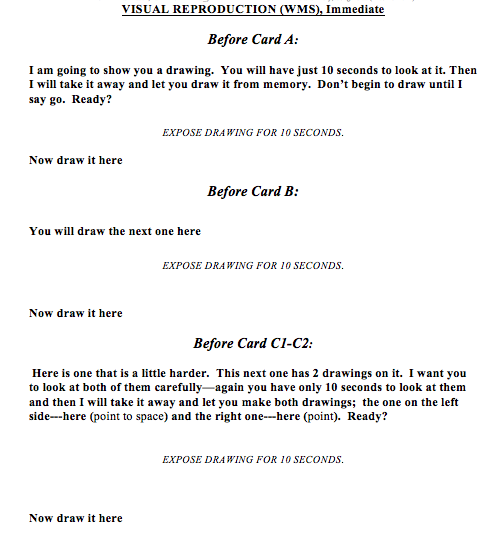 VISUAL REPRODUCTION (WMS), Immediate
Before Card A:
I am going to show you a drawing. You will have just 10 seconds to look at it. Then
I will take it away and let you draw it from memory. Don't begin to draw until I
say go. Ready?
EXPOSE DRAWING FOR 10 SECONDS.
Now draw it here
Before Card B:
You will draw the next one here
EXPOSE DRAWING FOR 10 SECONDS.
Now draw it here
Before Card C1-C2:
Here is one that is a little harder. This next one has 2 drawings on it. I want you
to look at both of them carefully—again you have only 10 seconds to look at them
and then I will take it away and let you make both drawings; the one on the left
side---here (point to space) and the right one---here (point). Ready?
EXPOSE DRAWING FOR 10 SECONDS.
Now draw it here